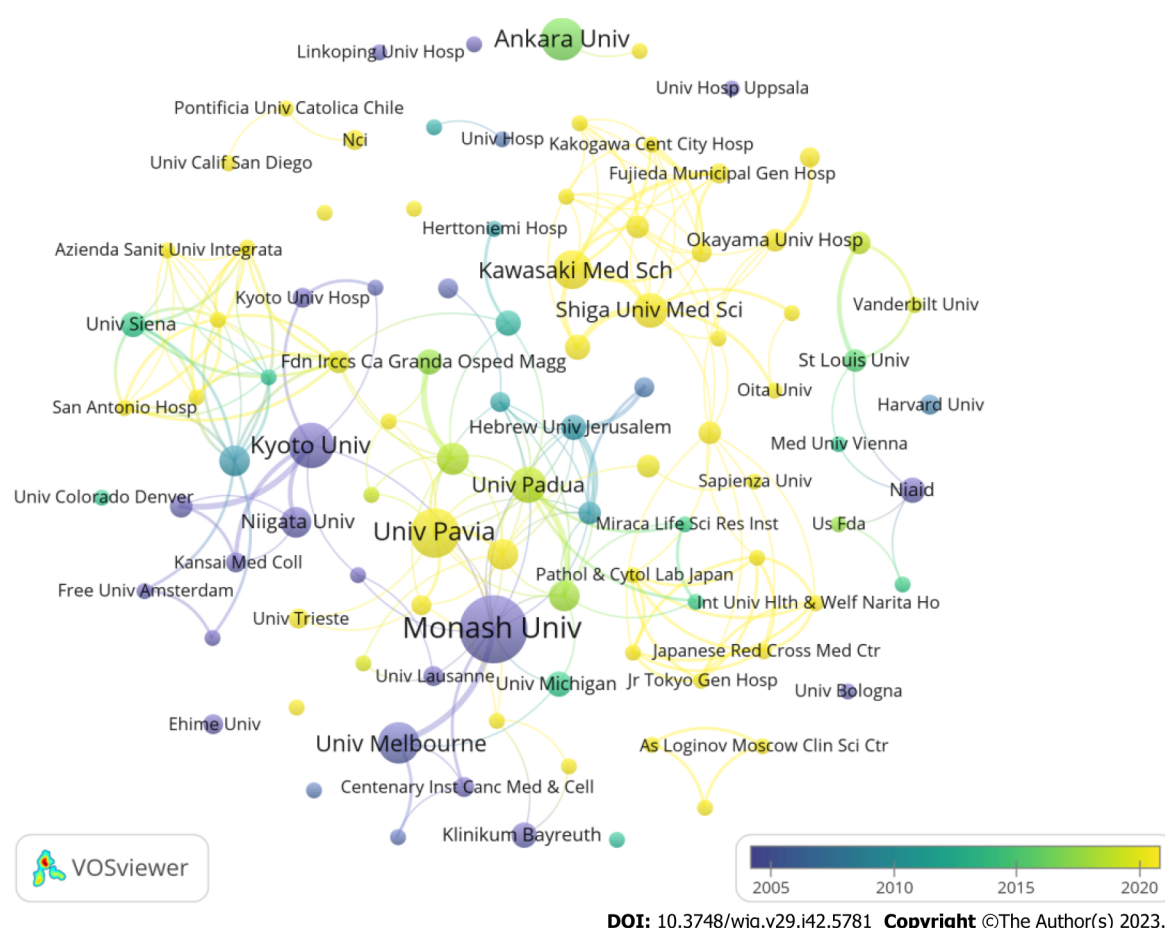 Ankara Univ
Linkoping Univ Hosp
Univ Hosp Uppsala
Pontificia Univ Catolica Chile
Nci
Univ Hosp
Kakogawa Cent City Hosp
Univ Calif San Diego
Fujieda Municipal Gen Hosp
Herttoniemi Hosp
Okayama Univ Hosp
Azienda Sanit Univ Integrata
Kawasaki Med Sch
Kyoto Univ Hosp
Shiga Univ Med Sci
Vanderbilt Univ
Univ Siena
Fdn Irccs Ca Granda Osped Magg
St Louis Univ
Oita Univ
San Antonio Hosp
Harvard Univ
Hebrew Univ Jerusalem
Kyoto Univ
Med Univ Vienna
Univ Padua
Sapienza Univ
Niaid
Univ Colorado Denver
Niigata Univ
Univ Pavia
Miraca Life Sci Res Inst
Us Fda
Kansai Med Coll
Pathol & Cytol Lab Japan
Free Univ Amsterdam
Int Univ Hlth & Welf Narita Ho
Univ Trieste
Monash Univ
Japanese Red Cross Med Ctr
Univ Lausanne
Univ Michigan
Jr Tokyo Gen Hosp
Univ Bologna
Ehime Univ
Univ Melbourne
As Loginov Moscow Clin Sci Ctr
Centenary Inst Canc Med & Cell
Klinikum Bayreuth
VOSviewer
2005
2010
2015
2020
DOI: 10.3748/wjg.v29.i42.5781 Copyright ©The Author(s) 2023.